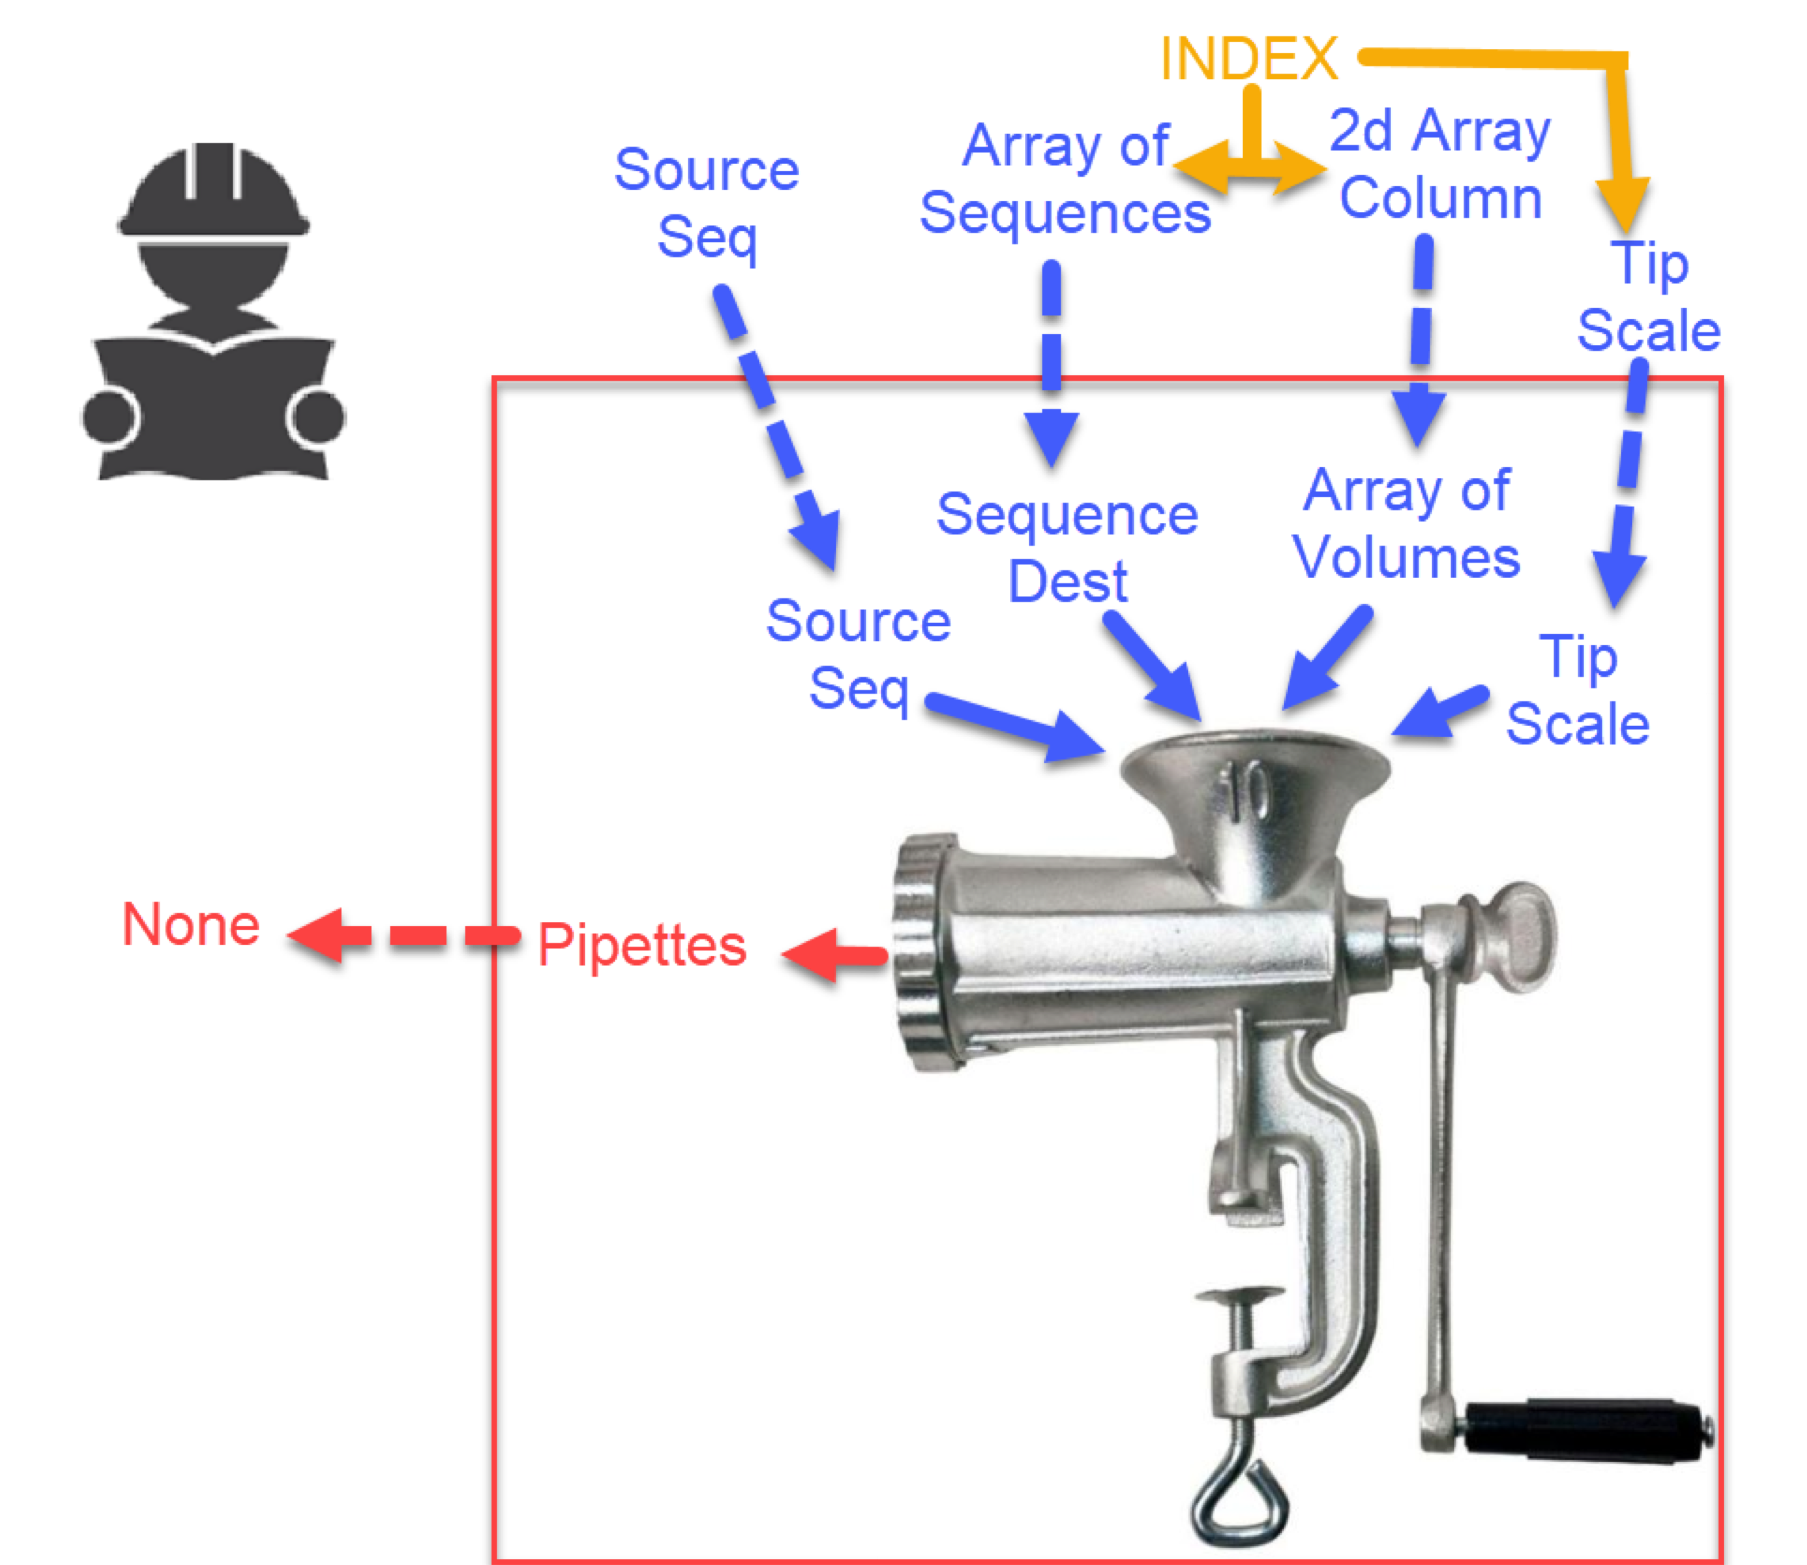 INDEX
Source
Seq
Array of
Sequences
2d Array
Column
Tip
Scale
Source
Seq
Sequence
Dest
Array of
Volumes
Tip
Scale
10
None
Pipettes